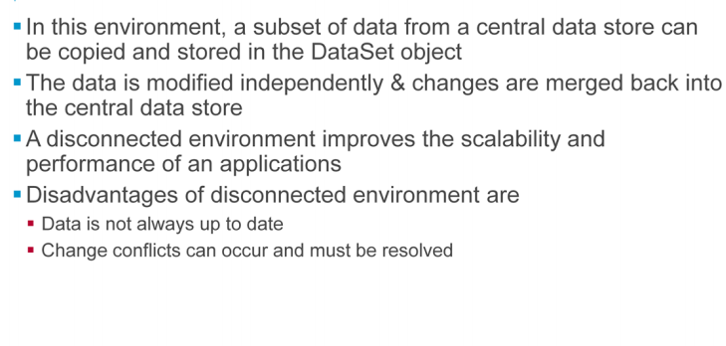 In this environment, a subset of data from a central data store can
be copied and stored in the DataSet object
The data is modified independently & changes are merged back into
the central data store
A disconnected environment improves the scalability and
performance of an applications
Disadvantages of disconnected environment are
Data is not always up to date
Change conflicts can occur and must be resolved